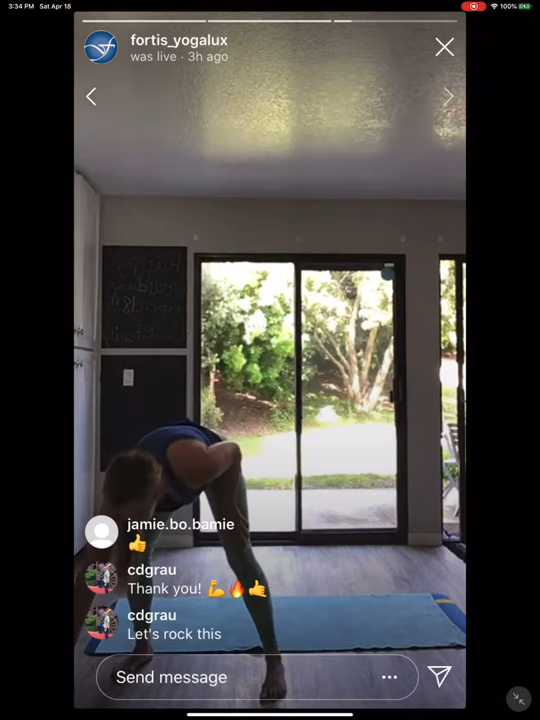 3:34 PM Sat Apr 18
100%
fortis_yogalux
was live · 3h ago
jamie.bo.bamie
👍
cdgrau
Thank you! 💪🔥🤙
cdgrau
Let's rock this
Send message